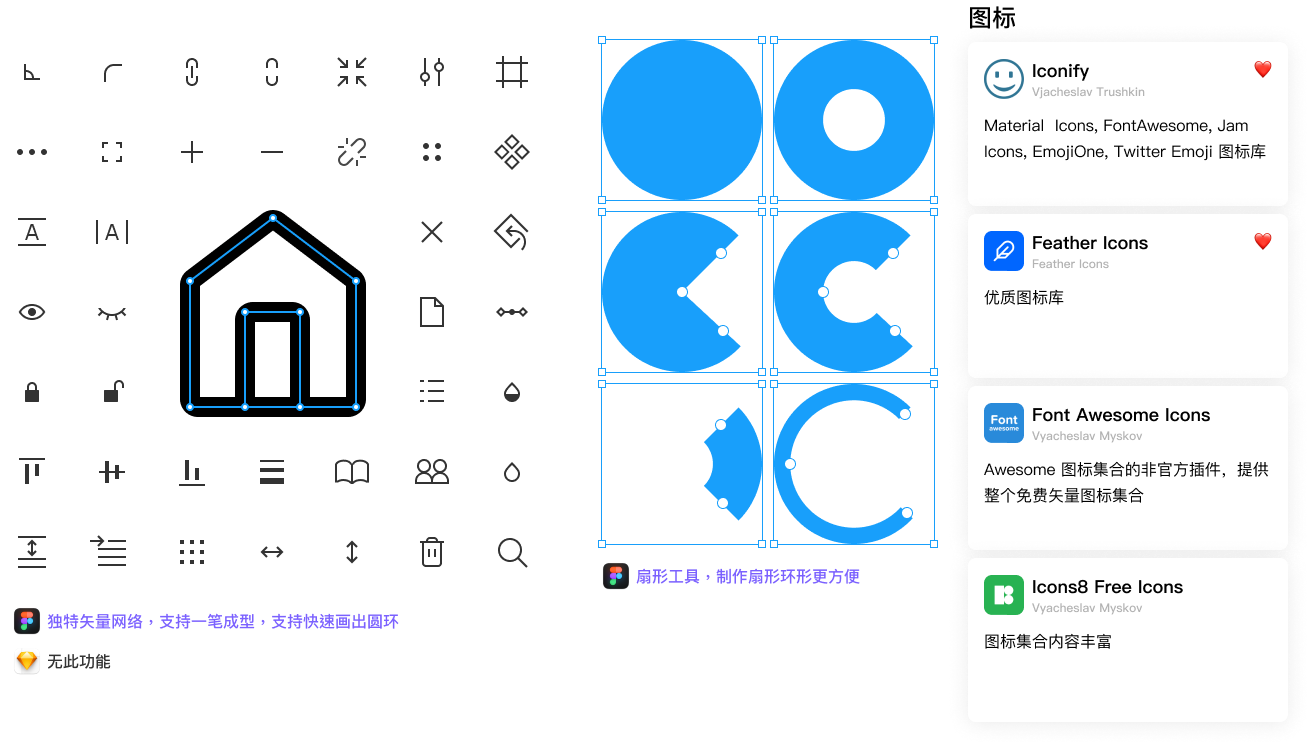 A
A
独特矢量网络，支持一笔成型，支持快速画出圆环
无此功能
扇形工具，制作扇形环形更方便
图标
Iconify
Vjacheslav Trushkin
Material Icons, FontAwesome, Jam
Icons, EmojiOne, Twitter Emoji 图标库
Feather Icons
Feather Icons
优质图标库
Font
awesome
Font Awesome Icons
Vyacheslav Myskov
Awesome 图标集合的非官方插件，提供
整个免费矢量图标集合
Icons8 Free Icons
Vyacheslav Myskov
图标集合内容丰富